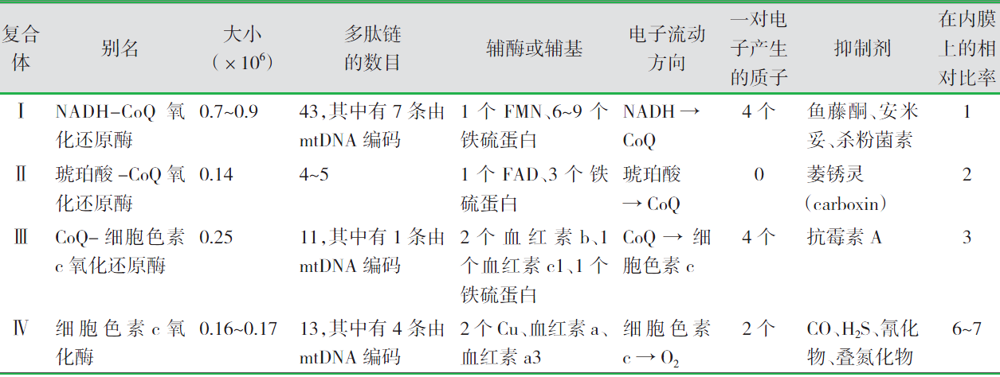 复合体 别名 大小（×10⁶） 多肽链的数目 辅酶或辅基 电子流动方向 一对电子产生的质子 抑制剂 在内膜上的相对比率
Ⅰ NADH-CoQ 氧化还原酶 0.7~0.9 43,其中有 7 条由 mtDNA 编码 1 个 FMN、6~9 个铁硫蛋白 NADH→CoQ 4 个 鱼藤酮、安米妥、杀粉菌素 1
Ⅱ 琥珀酸-CoQ 氧化还原酶 0.14 4~5 1 个 FAD、3 个铁硫蛋白 琥珀酸→CoQ 0 萎锈灵（carboxin） 2
Ⅲ CoQ-细胞色素 c 氧化还原酶 0.25 11,其中有 1 条由 mtDNA 编码 2 个血红素 b、1 个血红素 c1、1 个铁硫蛋白 CoQ→细胞色素 c 4 个 抗霉素 A 3
Ⅳ 细胞色素 c 氧化酶 0.16~0.17 13,其中有 4 条由 mtDNA 编码 2 个 Cu、血红素 a、血红素 a3 细胞色素 c→O₂ 2 个 CO、H₂S、氰化物、叠氮化物 6~7